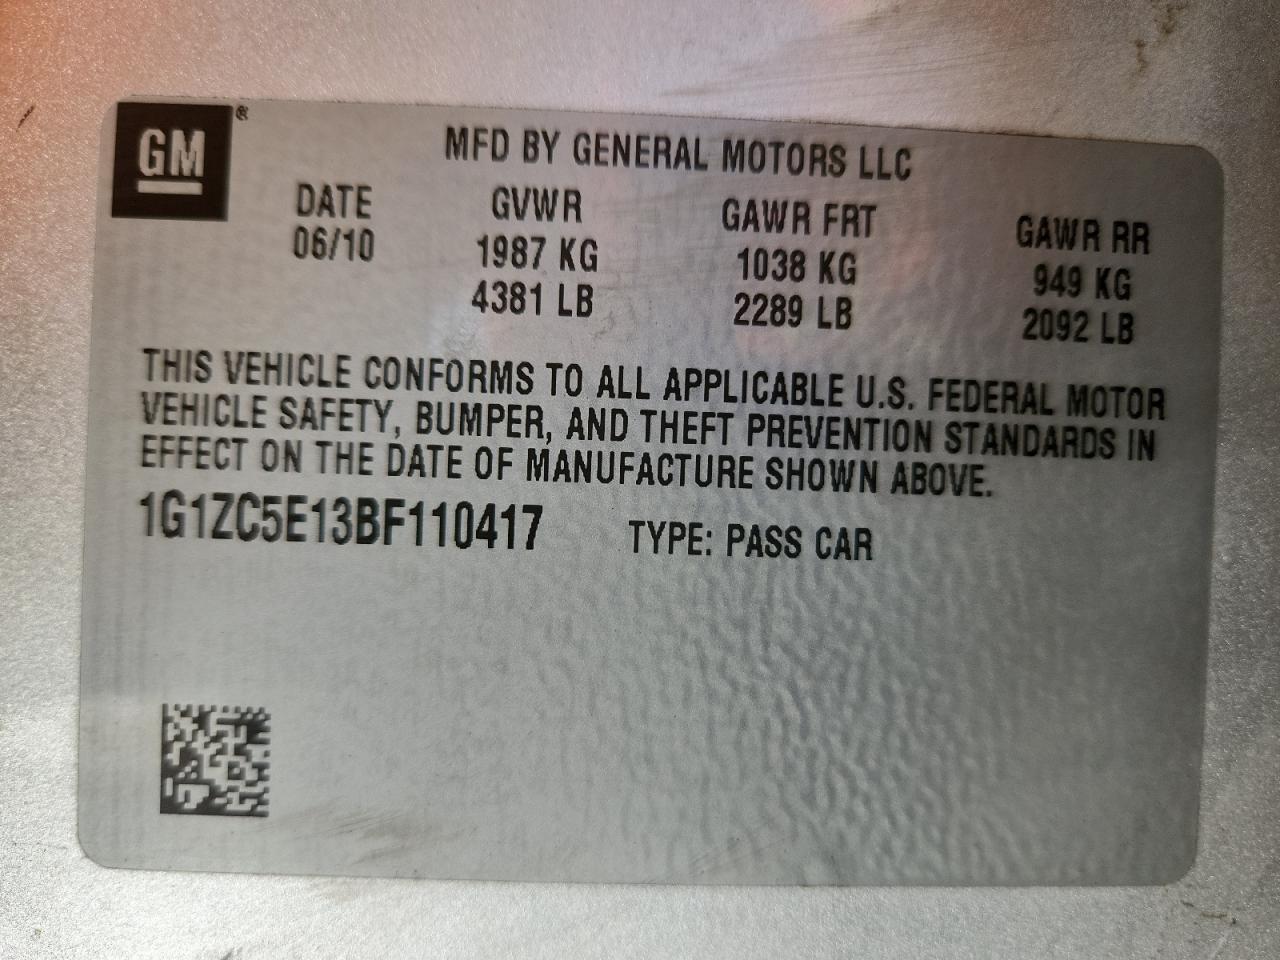 GM ®
MFD BY GENERAL MOTORS LLC
DATE GVWR GAWR FRT GAWR RR
06/10 1987 KG 1038 KG 949 KG
4381 LB 2289 LB 2092 LB
THIS VEHICLE CONFORMS TO ALL APPLICABLE U.S. FEDERAL MOTOR
VEHICLE SAFETY, BUMPER, AND THEFT PREVENTION STANDARDS IN
EFFECT ON THE DATE OF MANUFACTURE SHOWN ABOVE.
1G1ZC5E13BF110417 TYPE: PASS CAR